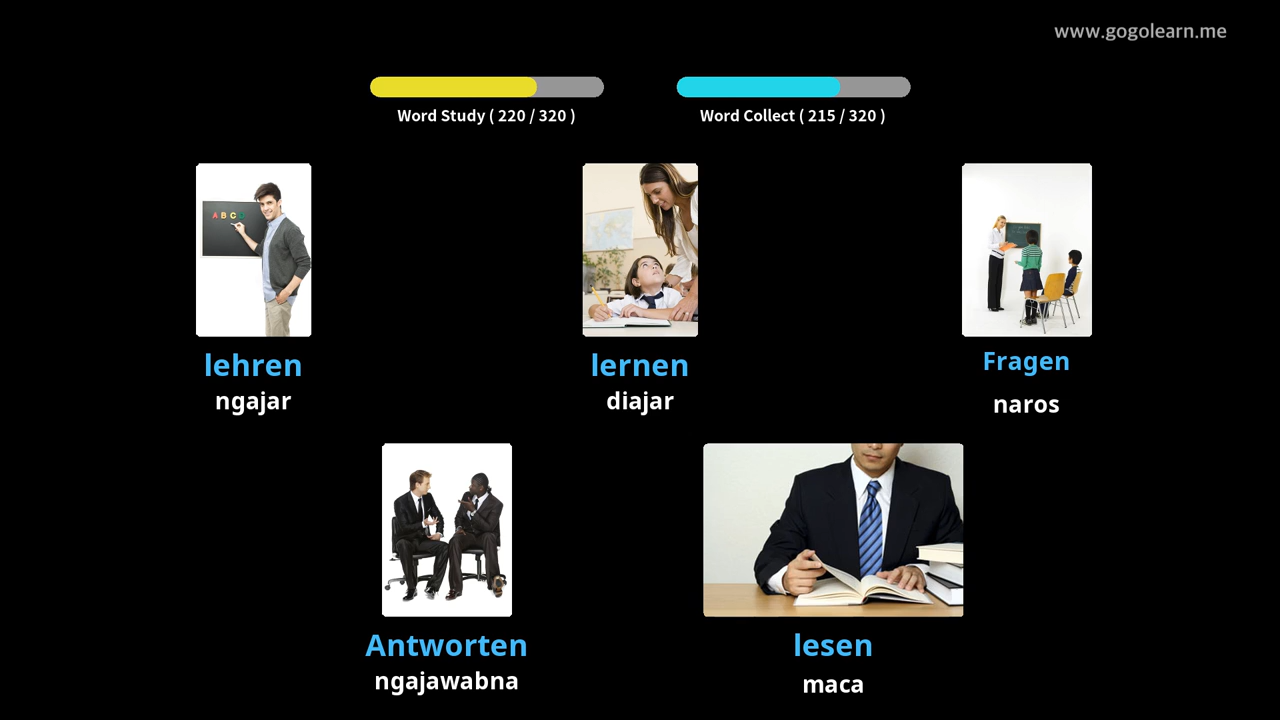 www.gogolearn.me
Word Study ( 220 / 320 )
Word Collect ( 215 / 320 )
A B C D
lehren
ngajar
lernen
diajar
Fragen
naros
Antworten
ngajawabna
lesen
maca